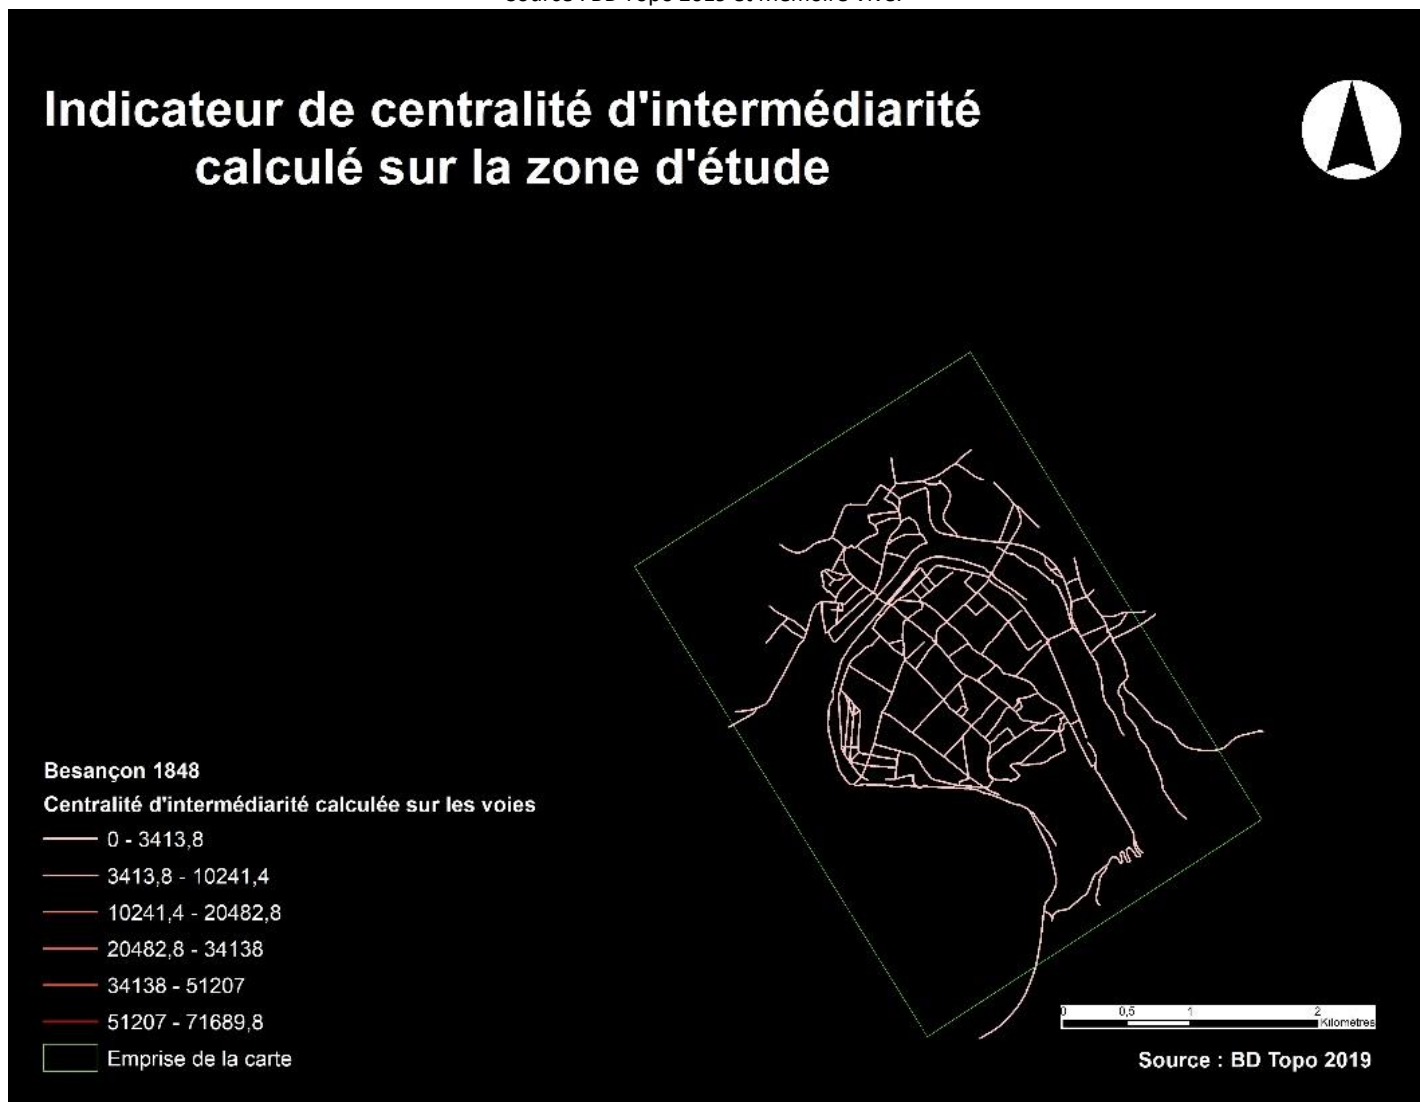 Indicateur de centralité d'intermédiarité
calculé sur la zone d'étude
Besançon 1848
Centralité d'intermédiarité calculée sur les voies
0 - 3413,8
3413,8 - 10241,4
10241,4 - 20482,8
20482,8 - 34138
34138 - 51207
51207 - 71689,8
Emprise de la carte
0 0,5 1 2
Kilomètres
Source : BD Topo 2019